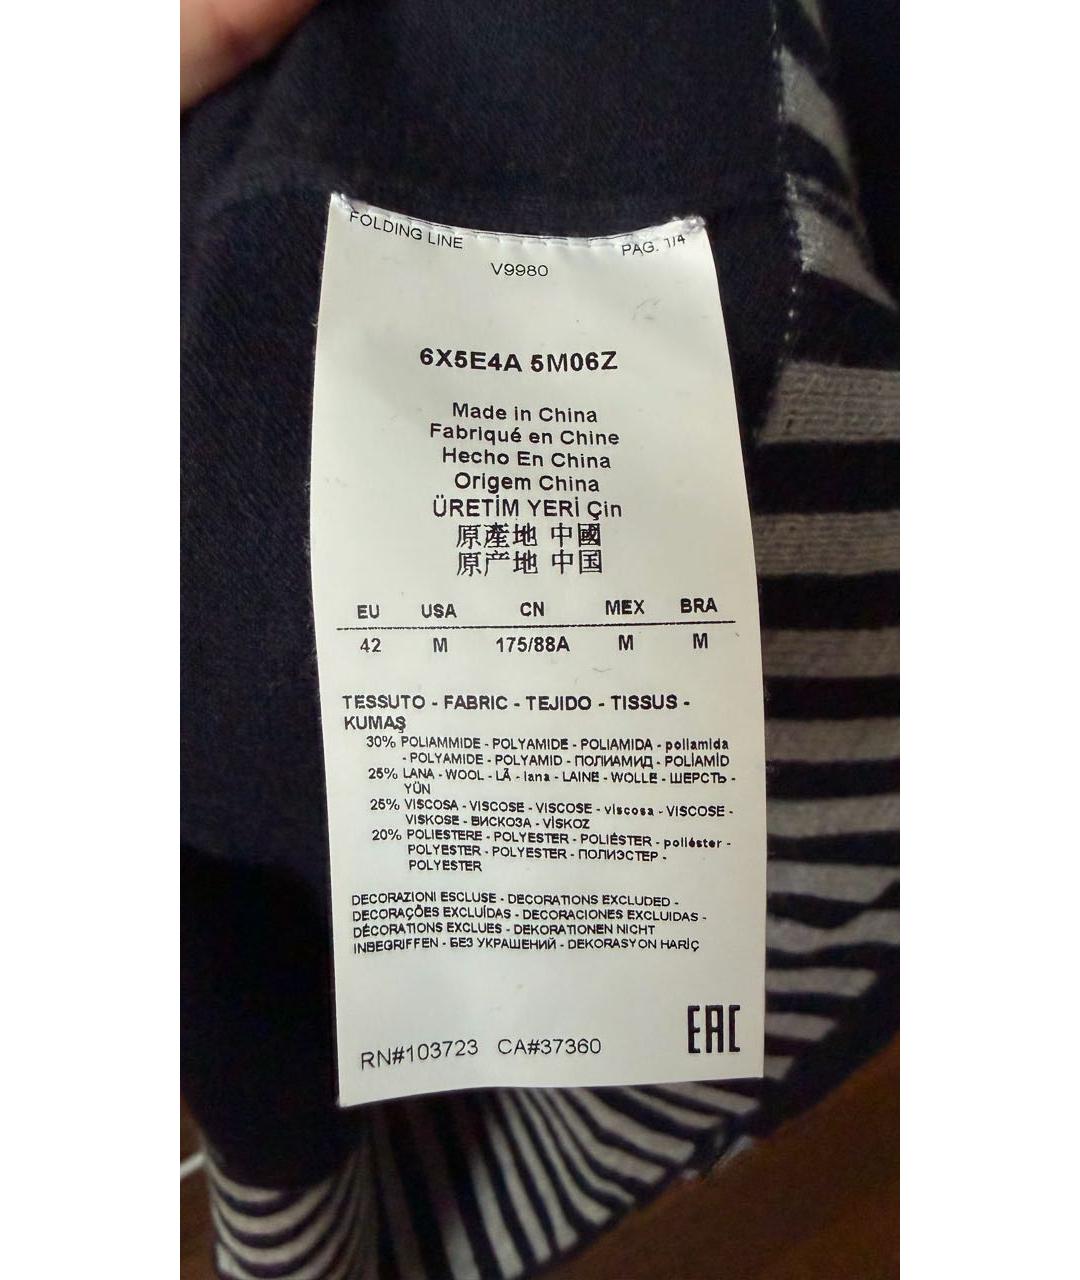 FOLDING LINE
PAG. 1/4
V9980
6X5E4A 5M06Z
Made in China
Fabriqué en Chine
Hecho En China
Origem China
ÜRETİM YERİ Çin
原產地 中國
原产地 中国
EU USA CN MEX BRA
42 M 175/88A M M
TESSUTO - FABRIC - TEJIDO - TISSUS -
KUMAŞ
30% POLIAMMIDE - POLYAMIDE - POLIAMIDA - poliamida
- POLYAMIDE - POLYAMID - ПОЛИАМИД - POLİAMİD
25% LANA - WOOL - LÃ - lana - LAINE - WOLLE - ШЕРСТЬ -
YÜN
25% VISCOSA - VISCOSE - VISCOSE - viscosa - VISCOSE -
VISKOSE - ВИСКОЗА - VİSKOZ
20% POLIESTERE - POLYESTER - POLIÉSTER - poliéster -
POLYESTER - POLYESTER - ПОЛИЭСТЕР -
POLYESTER
DECORAZIONI ESCLUSE - DECORATIONS EXCLUDED -
DECORAÇÕES EXCLUÍDAS - DECORACIONES EXCLUIDAS -
DÉCORATIONS EXCLUES - DEKORATIONEN NICHT
INBEGRIFFEN - БЕЗ УКРАШЕНИЙ - DEKORASYON HARİÇ
EAC
RN#103723 CA#37360